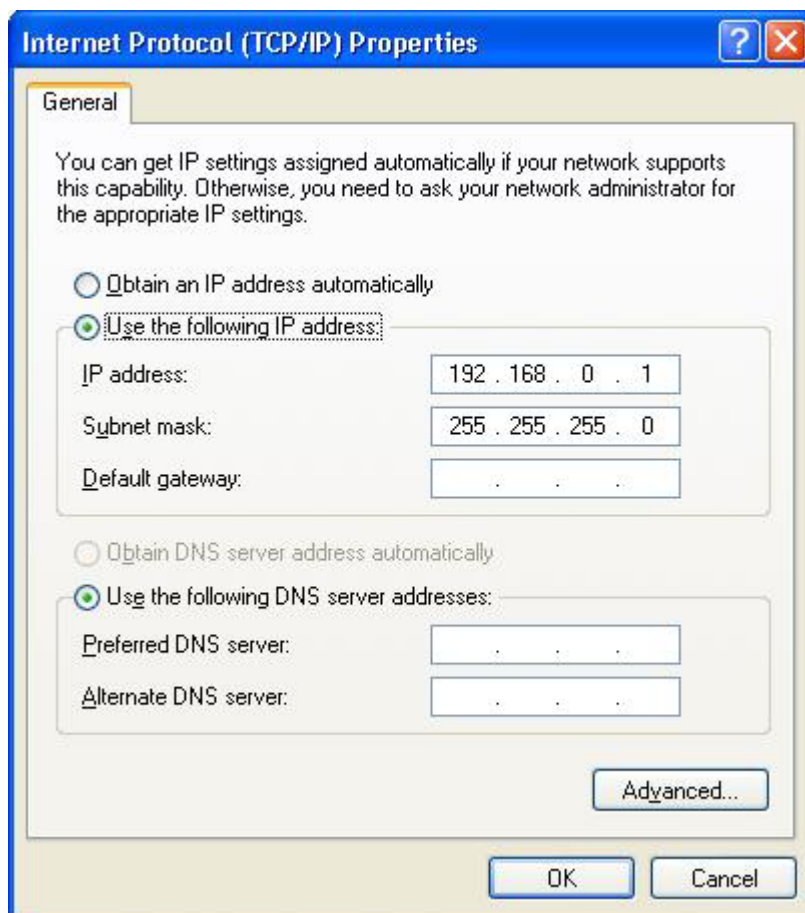 Internet Protocol (TCP/IP) Properties
General
You can get IP settings assigned automatically if your network supports
this capability. Otherwise, you need to ask your network administrator for
the appropriate IP settings.
Obtain an IP address automatically
Use the following IP address:
IP address: 192 . 168 . 0 . 1
Subnet mask: 255 . 255 . 255 . 0
Default gateway: . . .
Obtain DNS server address automatically
Use the following DNS server addresses:
Preferred DNS server: . . .
Alternate DNS server: . . .
Advanced...
OK Cancel